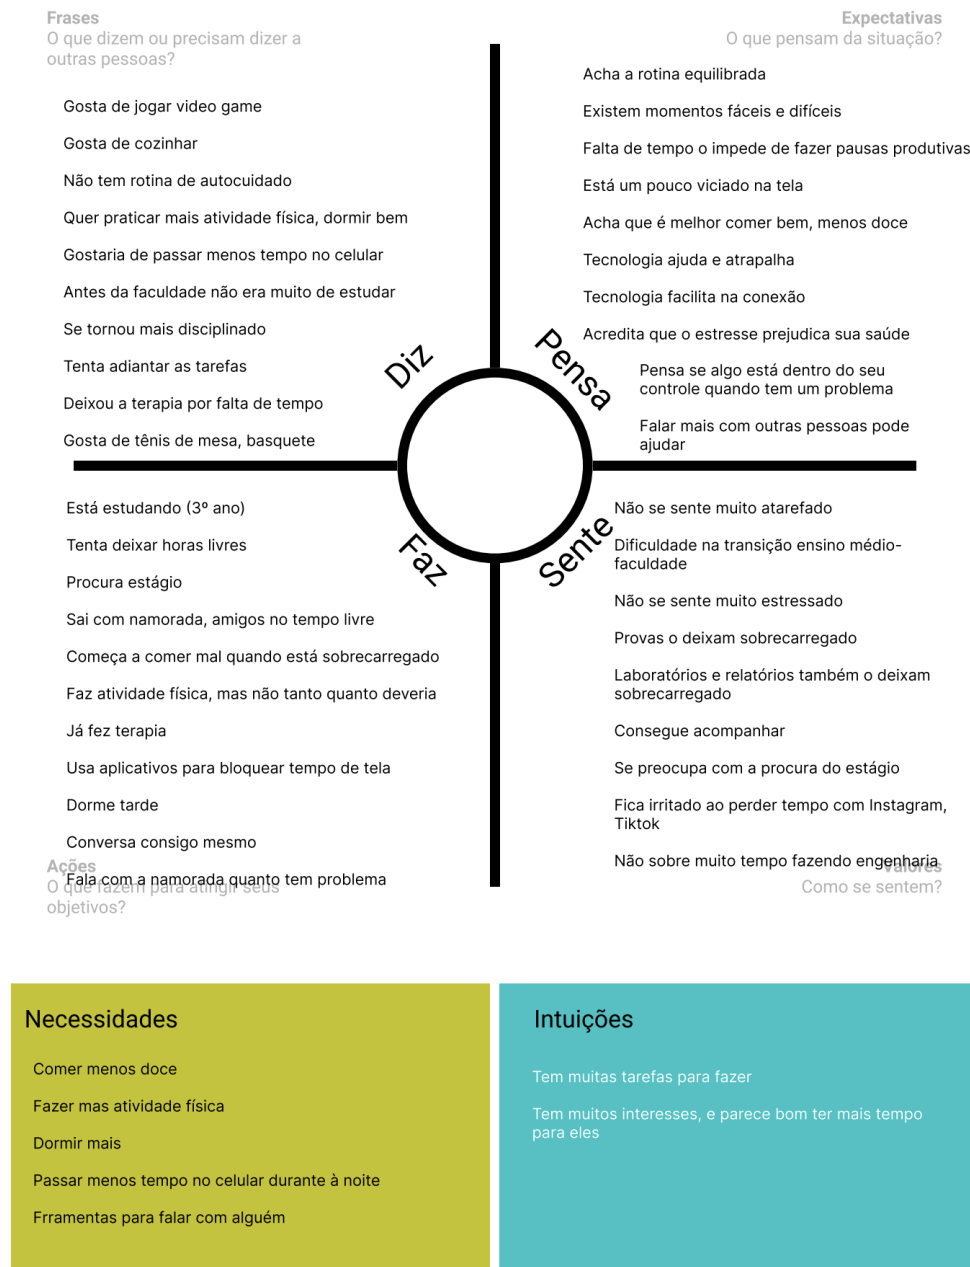 Frases
O que dizem ou precisam dizer a
outras pessoas?
Gosta de jogar video game
Gosta de cozinhar
Não tem rotina de autocuidado
Quer praticar mais atividade física, dormir bem
Gostaria de passar menos tempo no celular
Antes da faculdade não era muito de estudar
Se tornou mais disciplinado
Tenta adiantar as tarefas
Deixou a terapia por falta de tempo
Gosta de tênis de mesa, basquete
Diz
Expectativas
O que pensam da situação?
Acha a rotina equilibrada
Existem momentos fáceis e difíceis
Falta de tempo o impede de fazer pausas produtivas
Está um pouco viciado na tela
Acha que é melhor comer bem, menos doce
Tecnologia ajuda e atrapalha
Tecnologia facilita na conexão
Acredita que o estresse prejudica sua saúde
Pensa se algo está dentro do seu
controle quando tem um problema
Falar mais com outras pessoas pode
ajudar
Pensa
Faz
Está estudando (3º ano)
Tenta deixar horas livres
Procura estágio
Sai com namorada, amigos no tempo livre
Começa a comer mal quando está sobrecarregado
Faz atividade física, mas não tanto quanto deveria
Já fez terapia
Usa aplicativos para bloquear tempo de tela
Dorme tarde
Conversa consigo mesmo
Fala com a namorada quanto tem problema
Ações
O que fazem para atingir seus
objetivos?
Sente
Não se sente muito atarefado
Dificuldade na transição ensino médio-
faculdade
Não se sente muito estressado
Provas o deixam sobrecarregado
Laboratórios e relatórios também o deixam
sobrecarregado
Consegue acompanhar
Se preocupa com a procura do estágio
Fica irritado ao perder tempo com Instagram,
Tiktok
Não sobre muito tempo fazendo engenharia
Valores
Como se sentem?
Necessidades
Comer menos doce
Fazer mas atividade física
Dormir mais
Passar menos tempo no celular durante à noite
Frramentas para falar com alguém
Intuições
Tem muitas tarefas para fazer
Tem muitos interesses, e parece bom ter mais tempo
para eles